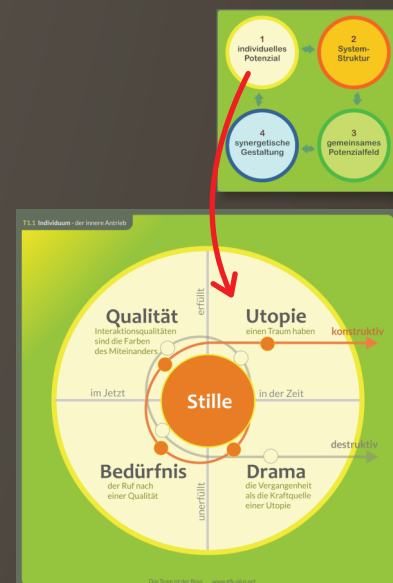 1
individuelles
Potenzial
2
System-
Struktur
4
synergetische
Gestaltung
3
gemeinsames
Potenzialfeld
T1.1 Individuum - der innere Antrieb
erfüllt
Qualität
Interaktionsqualitäten
sind die Farben
des Miteinanders
Utopie
einen Traum haben
konstruktiv
im Jetzt
Stille
in der Zeit
destruktiv
Bedürfnis
der Ruf nach
einer Qualität
unerfüllt
Drama
die Vergangenheit
als die Kraftquelle
einer Utopie